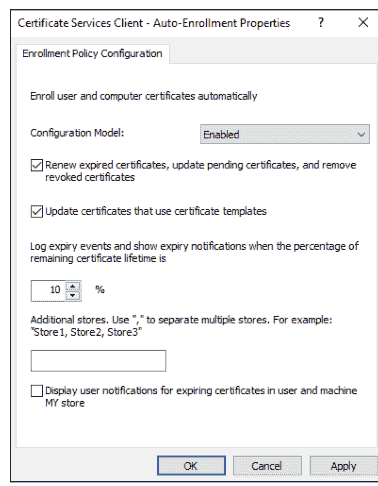 Certificate Services Client - Auto-Enrollment Properties ? ×
Enrollment Policy Configuration
Enroll user and computer certificates automatically
Configuration Model: Enabled
Renew expired certificates, update pending certificates, and remove
revoked certificates
Update certificates that use certificate templates
Log expiry events and show expiry notifications when the percentage of
remaining certificate lifetime is
10 %
Additional stores. Use "," to separate multiple stores. For example:
"Store1, Store2, Store3"
Display user notifications for expiring certificates in user and machine
MY store
OK Cancel Apply